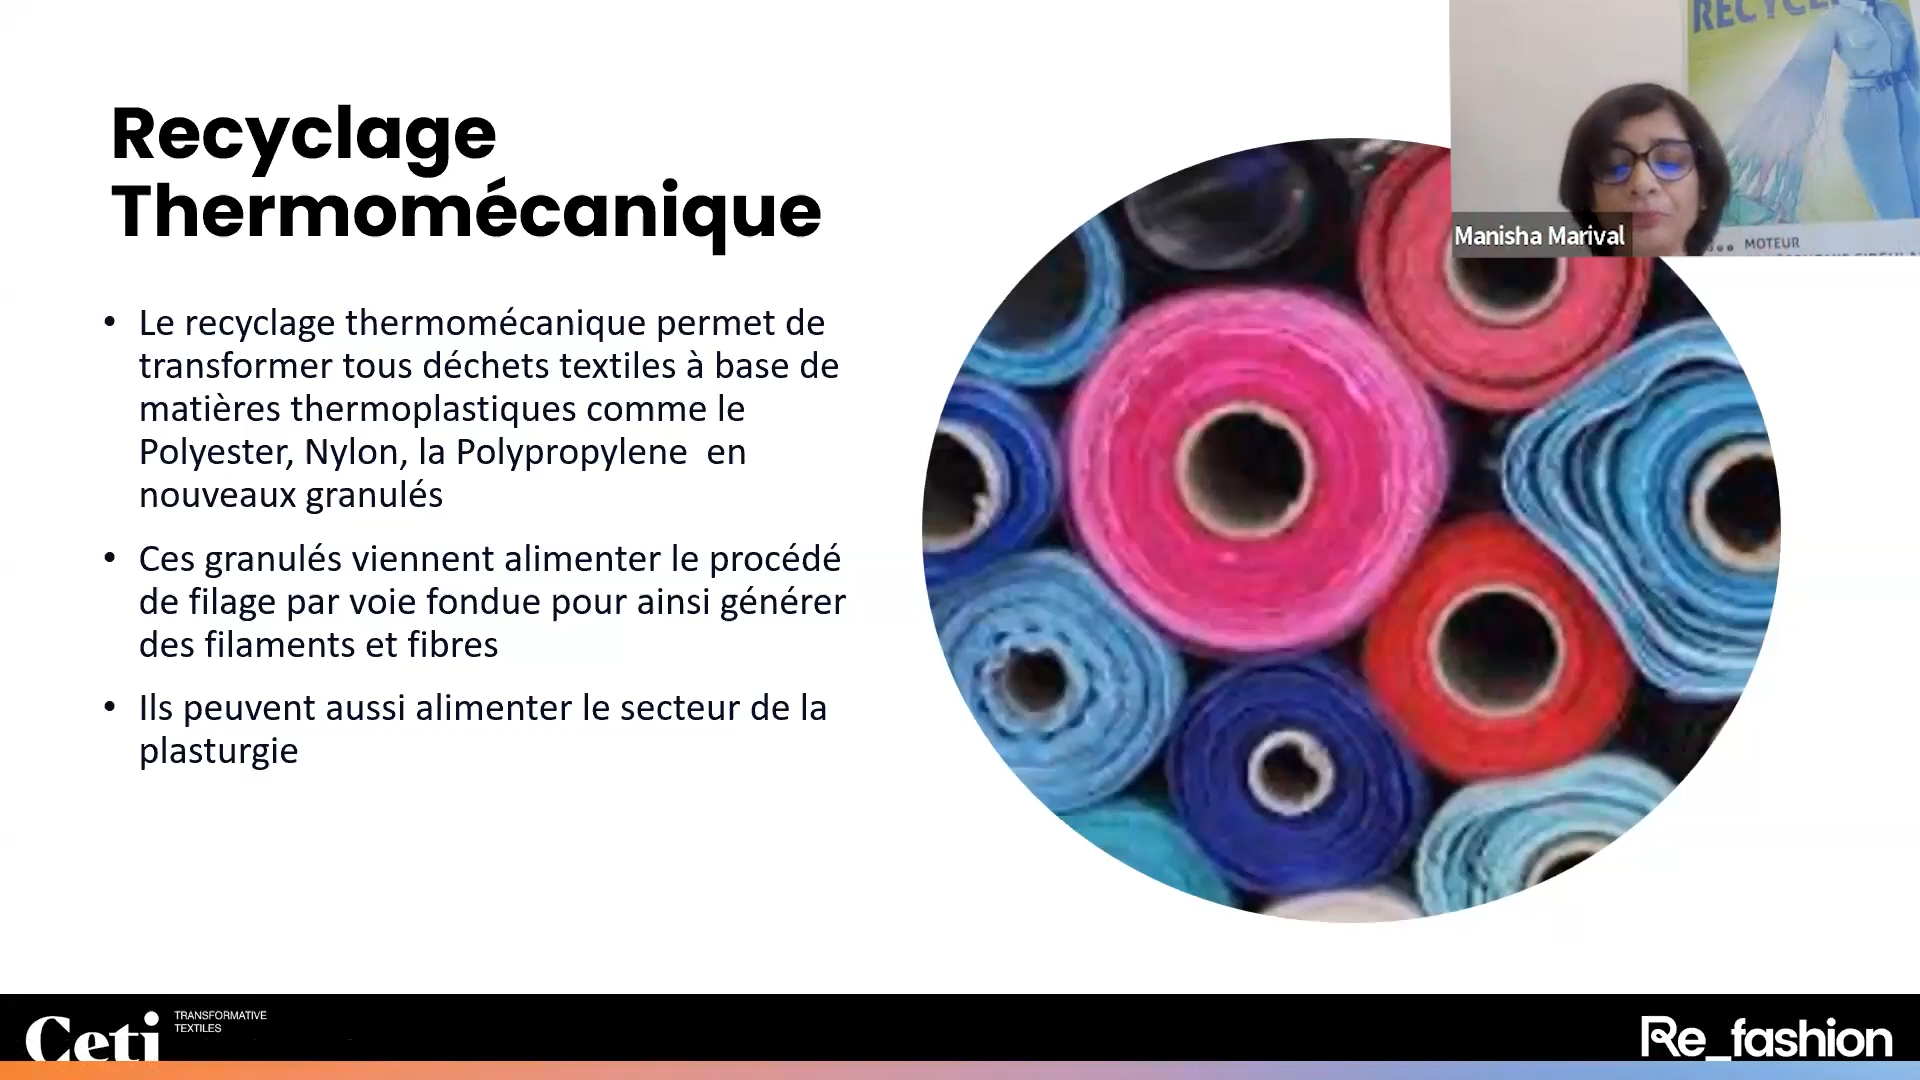 Recyclage
Thermomécanique
• Le recyclage thermomécanique permet de
transformer tous déchets textiles à base de
matières thermoplastiques comme le
Polyester, Nylon, la Polypropylene  en
nouveaux granulés
• Ces granulés viennent alimenter le procédé
de filage par voie fondue pour ainsi générer
des filaments et fibres
• Ils peuvent aussi alimenter le secteur de la
plasturgie
Manisha Marival
MOTEUR
Ceti
TRANSFORMATIVE
TEXTILES
Re_fashion